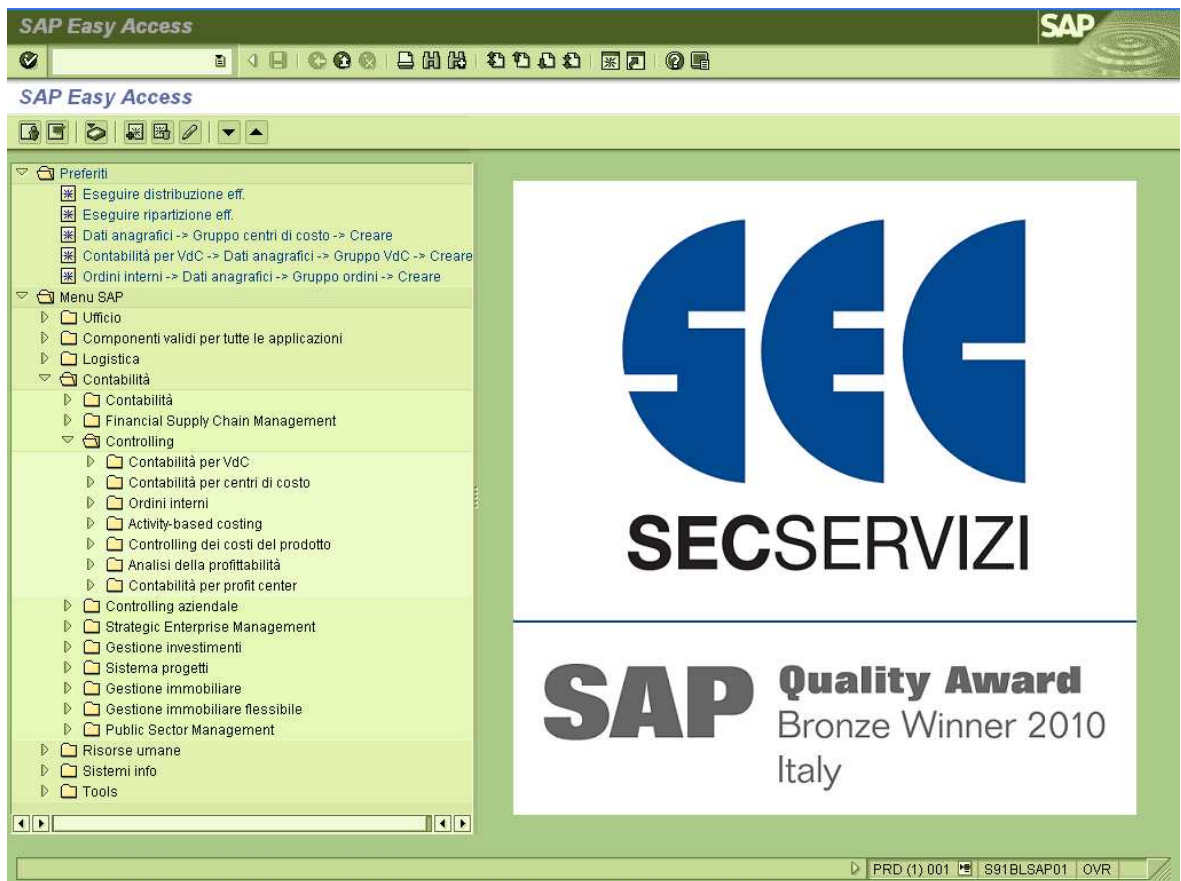 SAP Easy Access
SAP
SAP Easy Access
Preferiti
Eseguire distribuzione eff.
Eseguire ripartizione eff.
Dati anagrafici -> Gruppo centri di costo -> Creare
Contabilità per VdC -> Dati anagrafici -> Gruppo VdC -> Creare
Ordini interni -> Dati anagrafici -> Gruppo ordini -> Creare
Menu SAP
Ufficio
Componenti validi per tutte le applicazioni
Logistica
Contabilità
Contabilità
Financial Supply Chain Management
Controlling
Contabilità per VdC
Contabilità per centri di costo
Ordini interni
Activity-based costing
Controlling dei costi del prodotto
Analisi della profittabilità
Contabilità per profit center
Controlling aziendale
Strategic Enterprise Management
Gestione investimenti
Sistema progetti
Gestione immobiliare
Gestione immobiliare flessibile
Public Sector Management
Risorse umane
Sistemi info
Tools
SEC
SECSERVIZI
SAP
Quality Award
Bronze Winner 2010
Italy
PRD (1) 001 S91BLSAP01 OVR